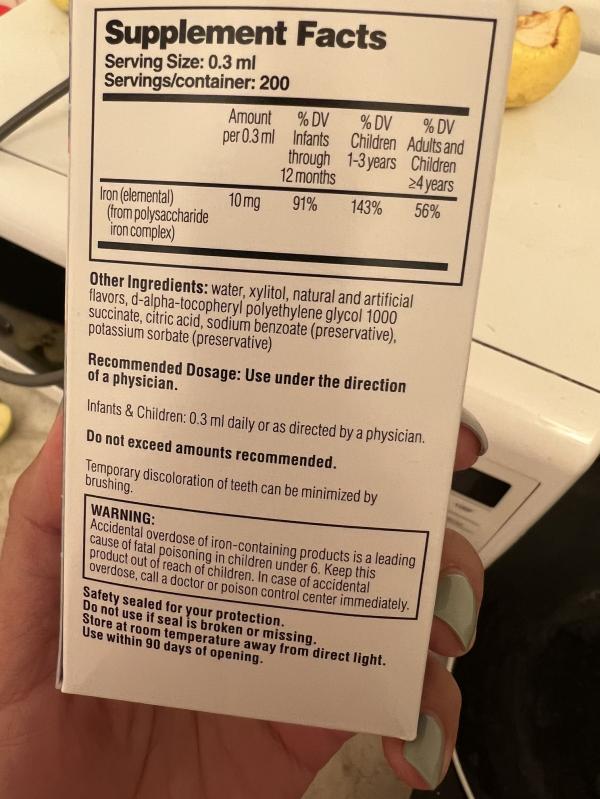 Supplement Facts
Serving Size: 0.3 ml
Servings/container: 200
Amount per 0.3 ml % DV Infants through 12 months % DV Children 1-3 years % DV Adults and Children ≥4 years
Iron (elemental) 10 mg 91% 143% 56%
(from polysaccharide
iron complex)
Other Ingredients: water, xylitol, natural and artificial
flavors, d-alpha-tocopheryl polyethylene glycol 1000
succinate, citric acid, sodium benzoate (preservative),
potassium sorbate (preservative)
Recommended Dosage: Use under the direction
of a physician.
Infants & Children: 0.3 ml daily or as directed by a physician.
Do not exceed amounts recommended.
Temporary discoloration of teeth can be minimized by
brushing.
WARNING:
Accidental overdose of iron-containing products is a leading
cause of fatal poisoning in children under 6. Keep this
product out of reach of children. In case of accidental
overdose, call a doctor or poison control center immediately.
Safety sealed for your protection.
Do not use if seal is broken or missing.
Store at room temperature away from direct light.
Use within 90 days of opening.